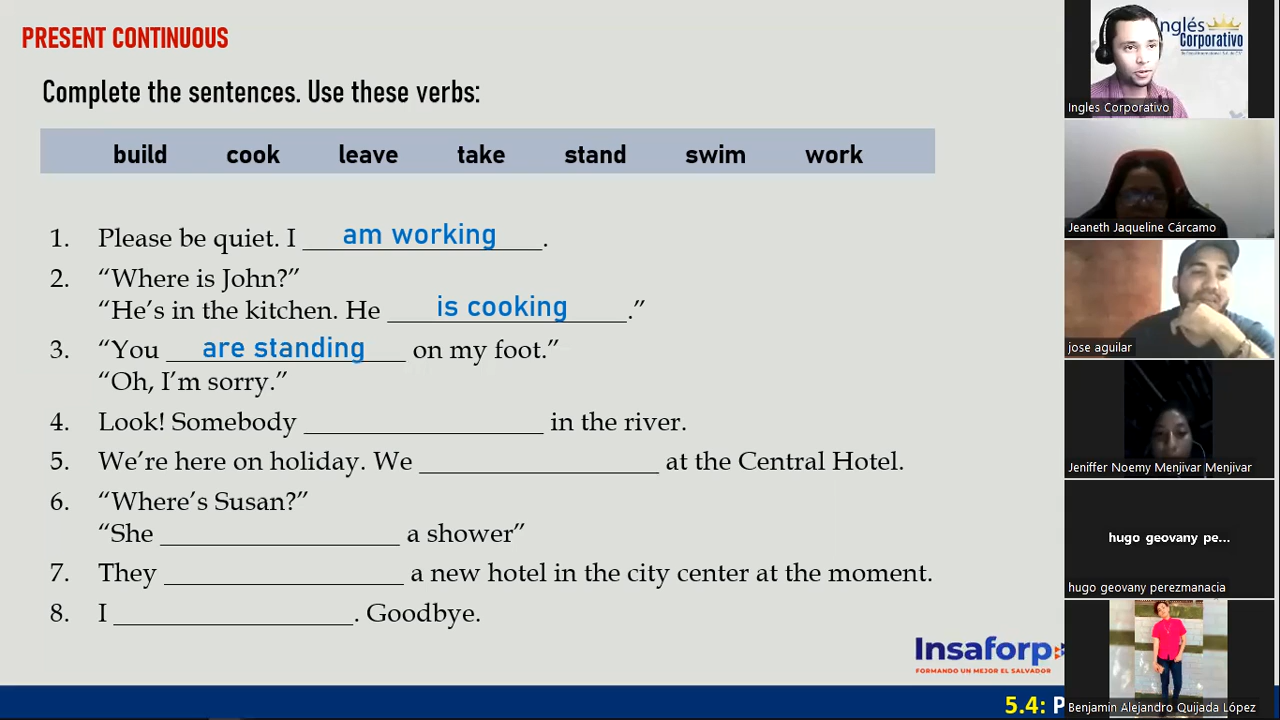 PRESENT CONTINUOUS
Complete the sentences. Use these verbs:
build cook leave take stand swim work
1. Please be quiet. I am working.
2. “Where is John?”
“He’s in the kitchen. He is cooking.”
3. “You are standing on my foot.”
“Oh, I’m sorry.”
4. Look! Somebody ________________ in the river.
5. We’re here on holiday. We ________________ at the Central Hotel.
6. “Where’s Susan?”
“She ________________ a shower”
7. They ________________ a new hotel in the city center at the moment.
8. I ________________. Goodbye.
Insaforp
FORMANDO UN MEJOR EL SALVADOR
5.4: P
Inglés
Corporativo
Ingles Corporativo
Jeaneth Jaqueline Cárcamo
jose aguilar
Jeniffer Noemy Menjivar Menjivar
hugo geovany pe...
hugo geovany perezmanacia
Benjamin Alejandro Quijada López